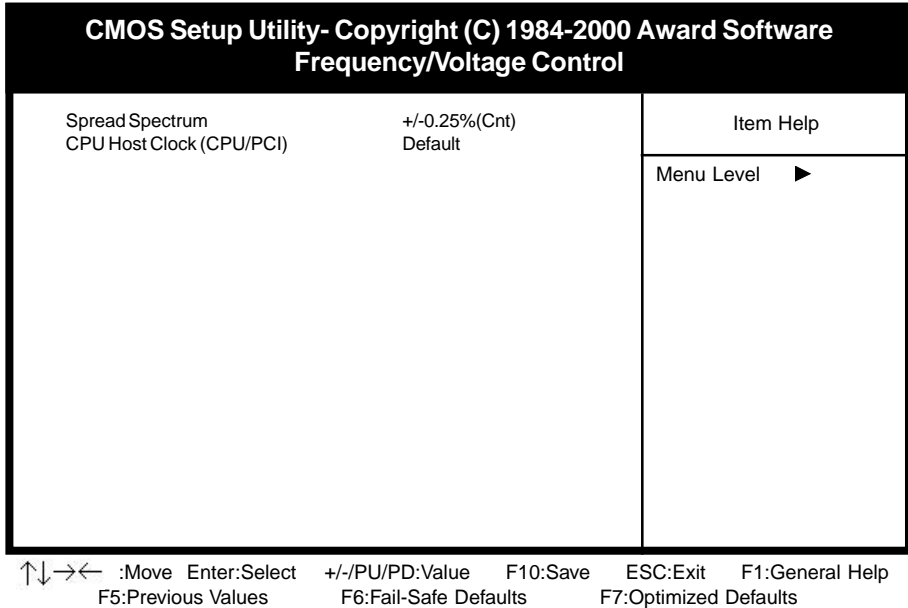 CMOS Setup Utility- Copyright (C) 1984-2000 Award Software
Frequency/Voltage Control
Spread Spectrum +/-0.25%(Cnt)
CPU Host Clock (CPU/PCI) Default
Item Help
Menu Level ▶
↑↓→← :Move Enter:Select +/-/PU/PD:Value F10:Save ESC:Exit F1:General Help
F5:Previous Values F6:Fail-Safe Defaults F7:Optimized Defaults